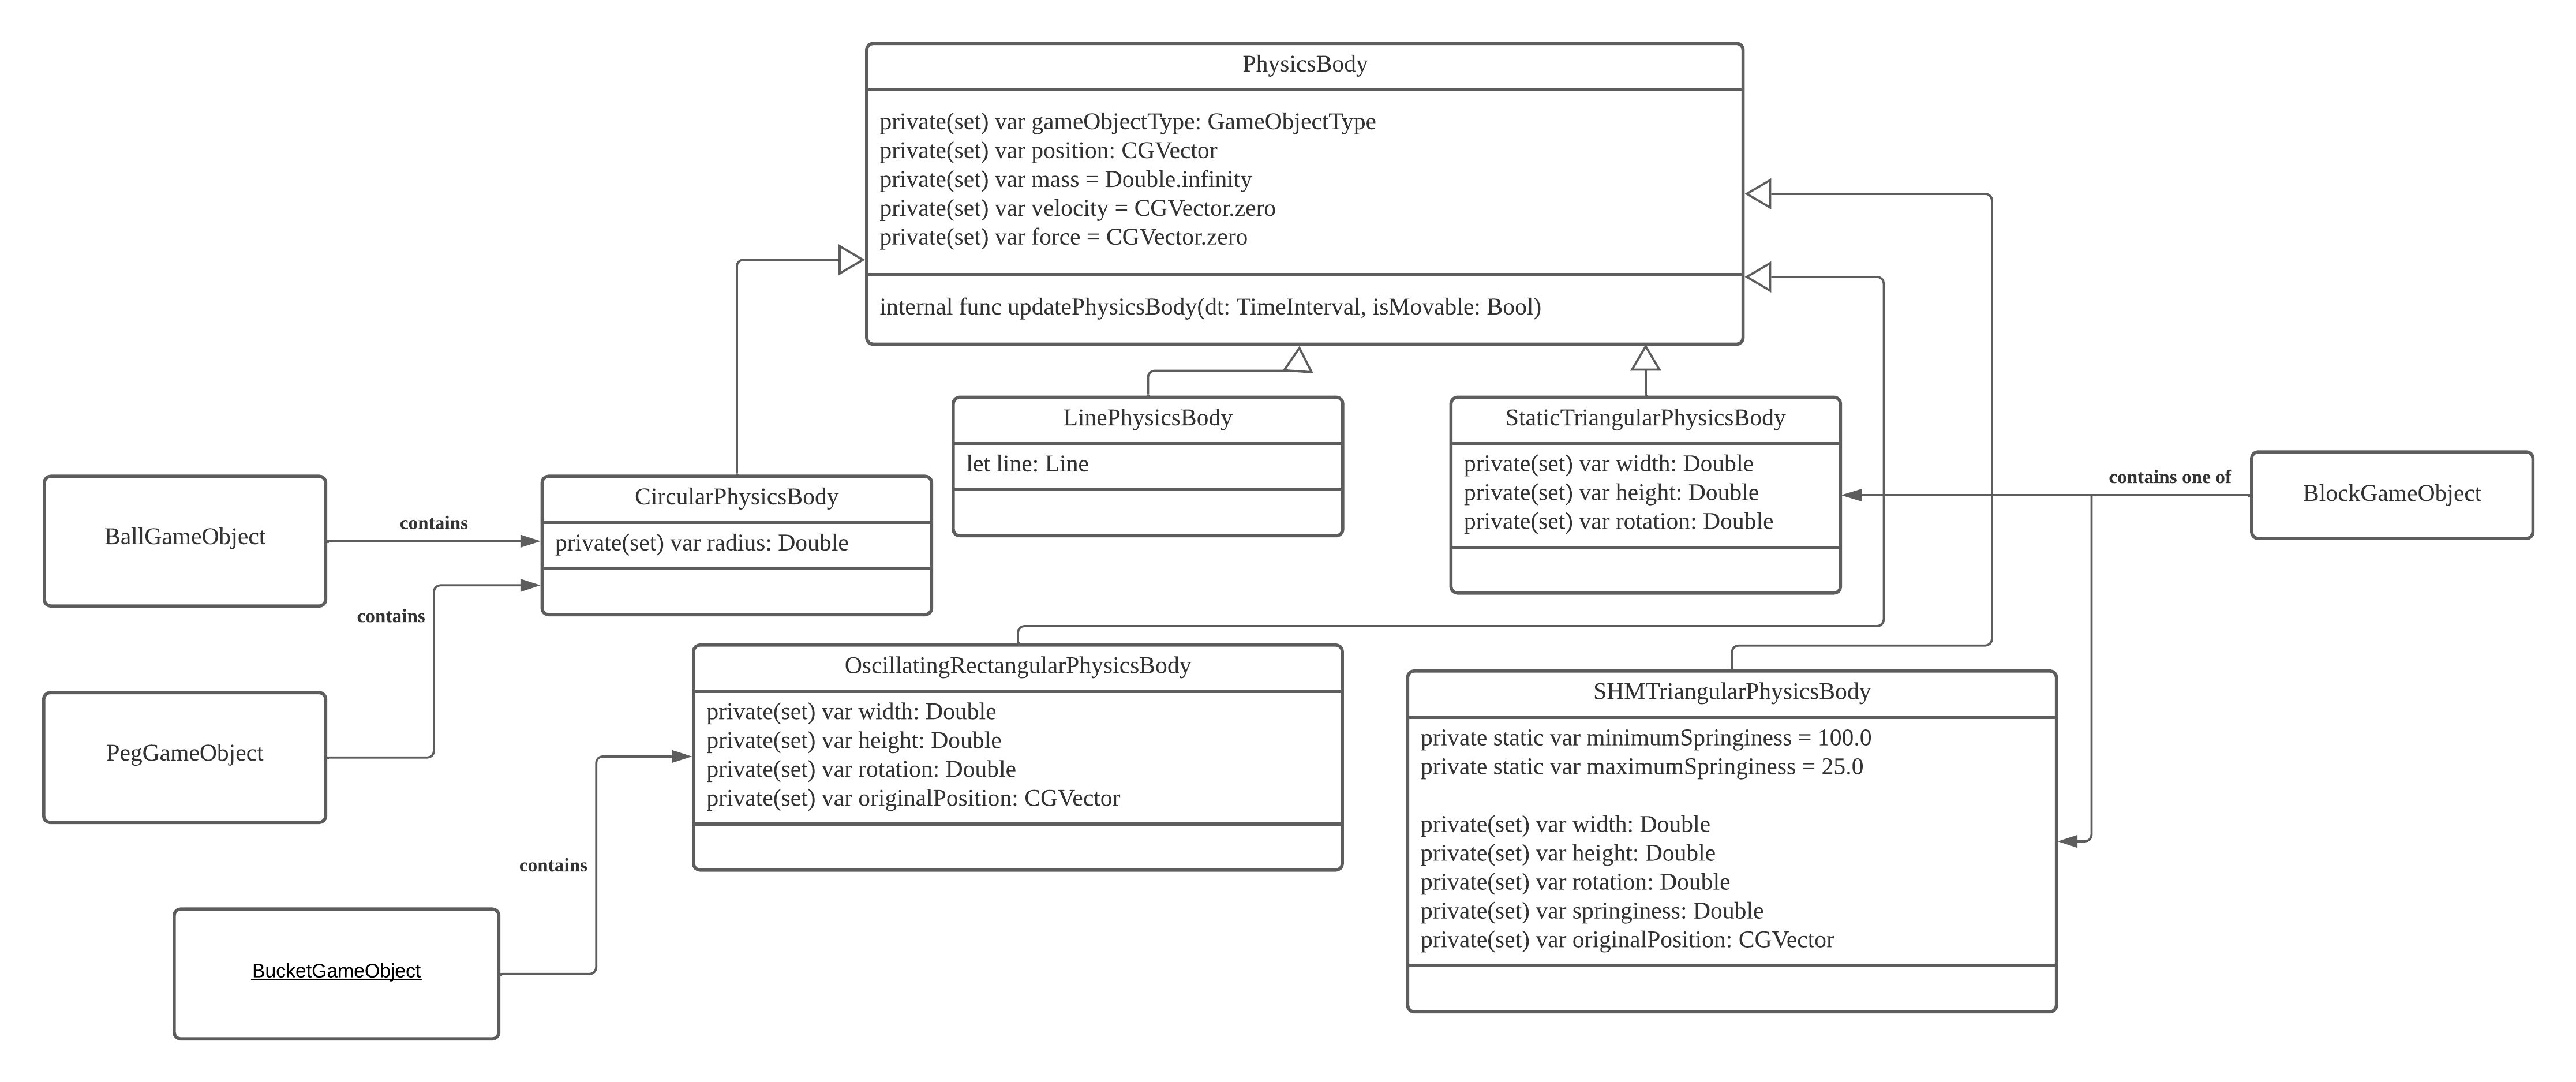 PhysicsBody
private(set) var gameObjectType: GameObjectType
private(set) var position: CGVector
private(set) var mass = Double.infinity
private(set) var velocity = CGVector.zero
private(set) var force = CGVector.zero
internal func updatePhysicsBody(dt: TimeInterval, isMovable: Bool)
LinePhysicsBody
let line: Line
StaticTriangularPhysicsBody
private(set) var width: Double
private(set) var height: Double
private(set) var rotation: Double
contains one of
BlockGameObject
BallGameObject
contains
CircularPhysicsBody
private(set) var radius: Double
contains
PegGameObject
OscillatingRectangularPhysicsBody
private(set) var width: Double
private(set) var height: Double
private(set) var rotation: Double
private(set) var originalPosition: CGVector
SHMTriangularPhysicsBody
private static var minimumSpringiness = 100.0
private static var maximumSpringiness = 25.0
private(set) var width: Double
private(set) var height: Double
private(set) var rotation: Double
private(set) var springiness: Double
private(set) var originalPosition: CGVector
contains
BucketGameObject